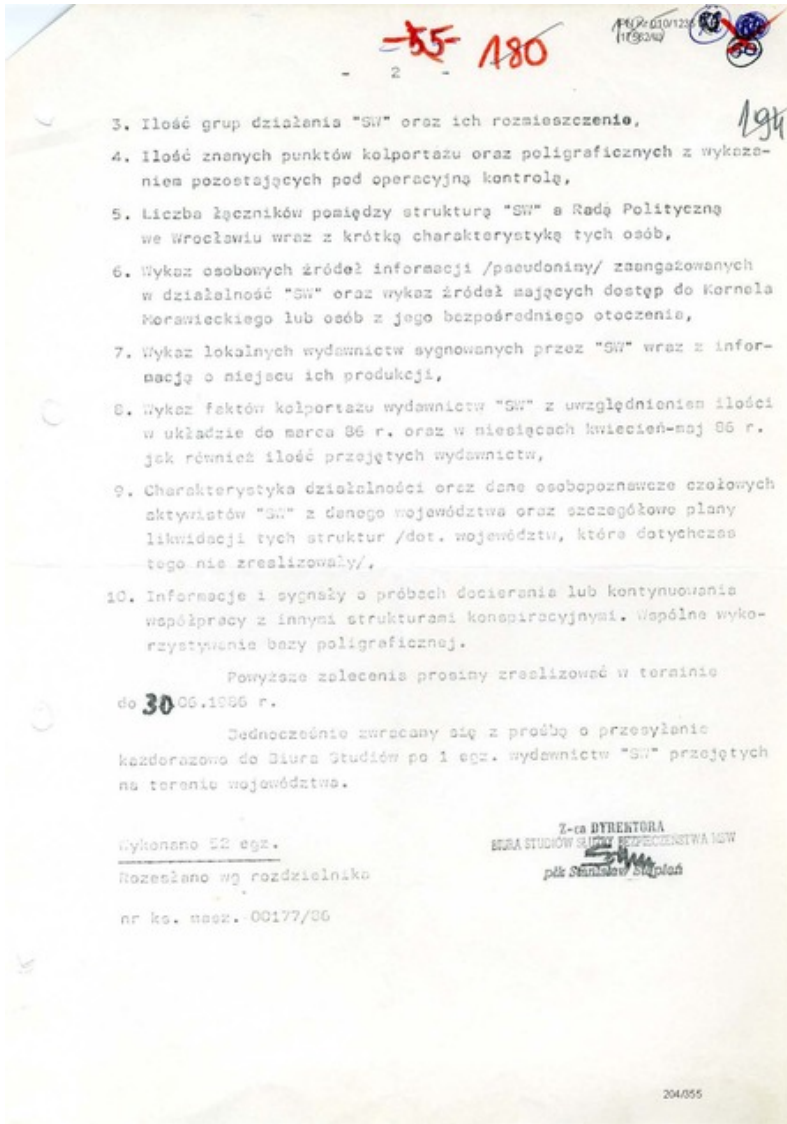 -55- 180
- 2 -
194
3. Ilość grup działania "SW" oraz ich rozmieszczenie,
4. Ilość znanych punktów kolportażu oraz poligraficznych z wykaza-
niem pozostających pod operacyjną kontrolą,
5. Liczba łączników pomiędzy strukturą "SW" a Radą Polityczną
we Wrocławiu wraz z krótką charakterystyką tych osób,
6. Wykaz osobowych źródeł informacji /pseudonimy/ zaangażowanych
w działalność "SW" oraz wykaz źródeł mających dostęp do Kornela
Morawieckiego lub osób z jego bezpośredniego otoczenia,
7. Wykaz lokalnych wydawnictw sygnowanych przez "SW" wraz z infor-
macją o miejscu ich produkcji,
8. Wykaz faktów kolportażu wydawnictw "SW" z uwzględnieniem ilości
w układzie do marca 86 r. oraz w miesiącach kwiecień-maj 86 r.
jak również ilość przejętych wydawnictw,
9. Charakterystyka działalności oraz dane osobopoznawcze czołowych
aktywistów "SW" z danego województwa oraz szczegółowe plany
likwidacji tych struktur /dot. województw, które dotychczas
tego nie zrealizowały/,
10. Informacje i sygnały o próbach docierania lub kontynuowania
współpracy z innymi strukturami konspiracyjnymi. Wspólne wyko-
rzystywanie bazy poligraficznej.
Powyższe zalecenia prosimy zrealizować w terminie
do 30.06.1986 r.
Jednocześnie zwracamy się z prośbą o przesyłanie
każdorazowo do Biura Studiów po 1 egz. wydawnictw "SW" przejętych
na terenie województwa.
Wykonano 52 egz.
Rozesłano wg rozdzielnika
nr ks. masz. 00177/86
Z-ca DYREKTORA
BIURA STUDIÓW SŁUŻBY BEZPIECZEŃSTWA MSW
płk Stanisław Stępień
204/355